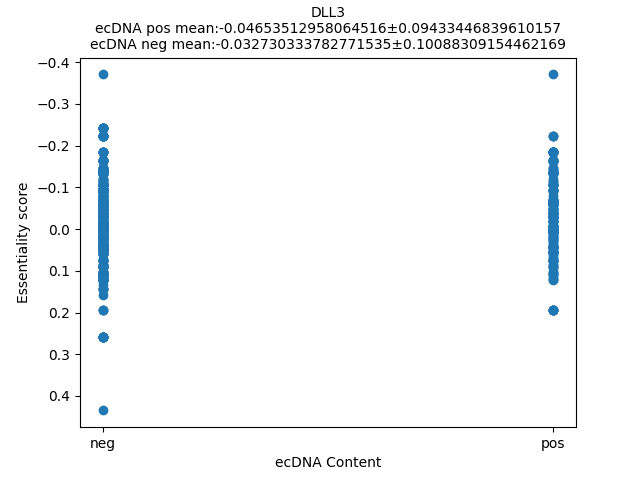 DLL3
ecDNA pos mean:-0.04653512958064516±0.09433446839610157
ecDNA neg mean:-0.032730333782771535±0.10088309154462169
−0.4
−0.3
−0.2
−0.1
0.0
0.1
0.2
0.3
0.4
Essentiality score
neg
pos
ecDNA Content